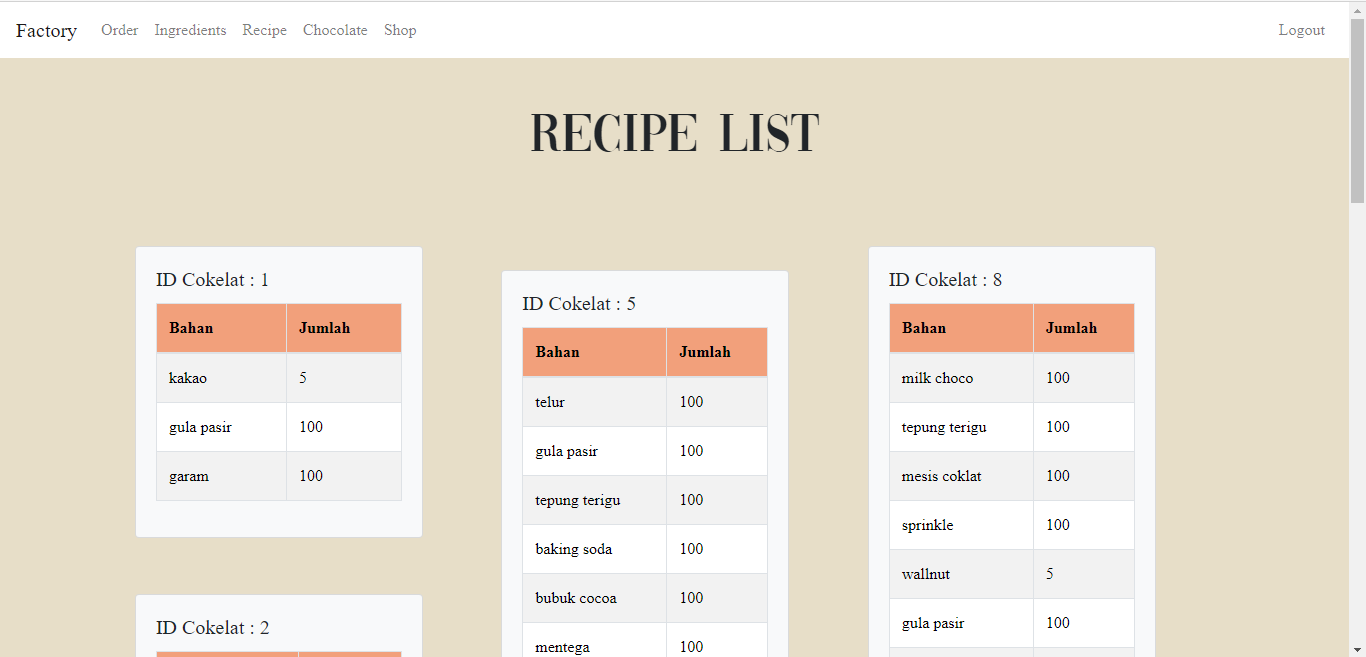 Factory Order Ingredients Recipe Chocolate Shop Logout
RECIPE LIST
ID Cokelat : 1
Bahan Jumlah
kakao 5
gula pasir 100
garam 100
ID Cokelat : 2
ID Cokelat : 5
Bahan Jumlah
telur 100
gula pasir 100
tepung terigu 100
baking soda 100
bubuk cocoa 100
mentega 100
ID Cokelat : 8
Bahan Jumlah
milk choco 100
tepung terigu 100
mesis coklat 100
sprinkle 100
wallnut 5
gula pasir 100